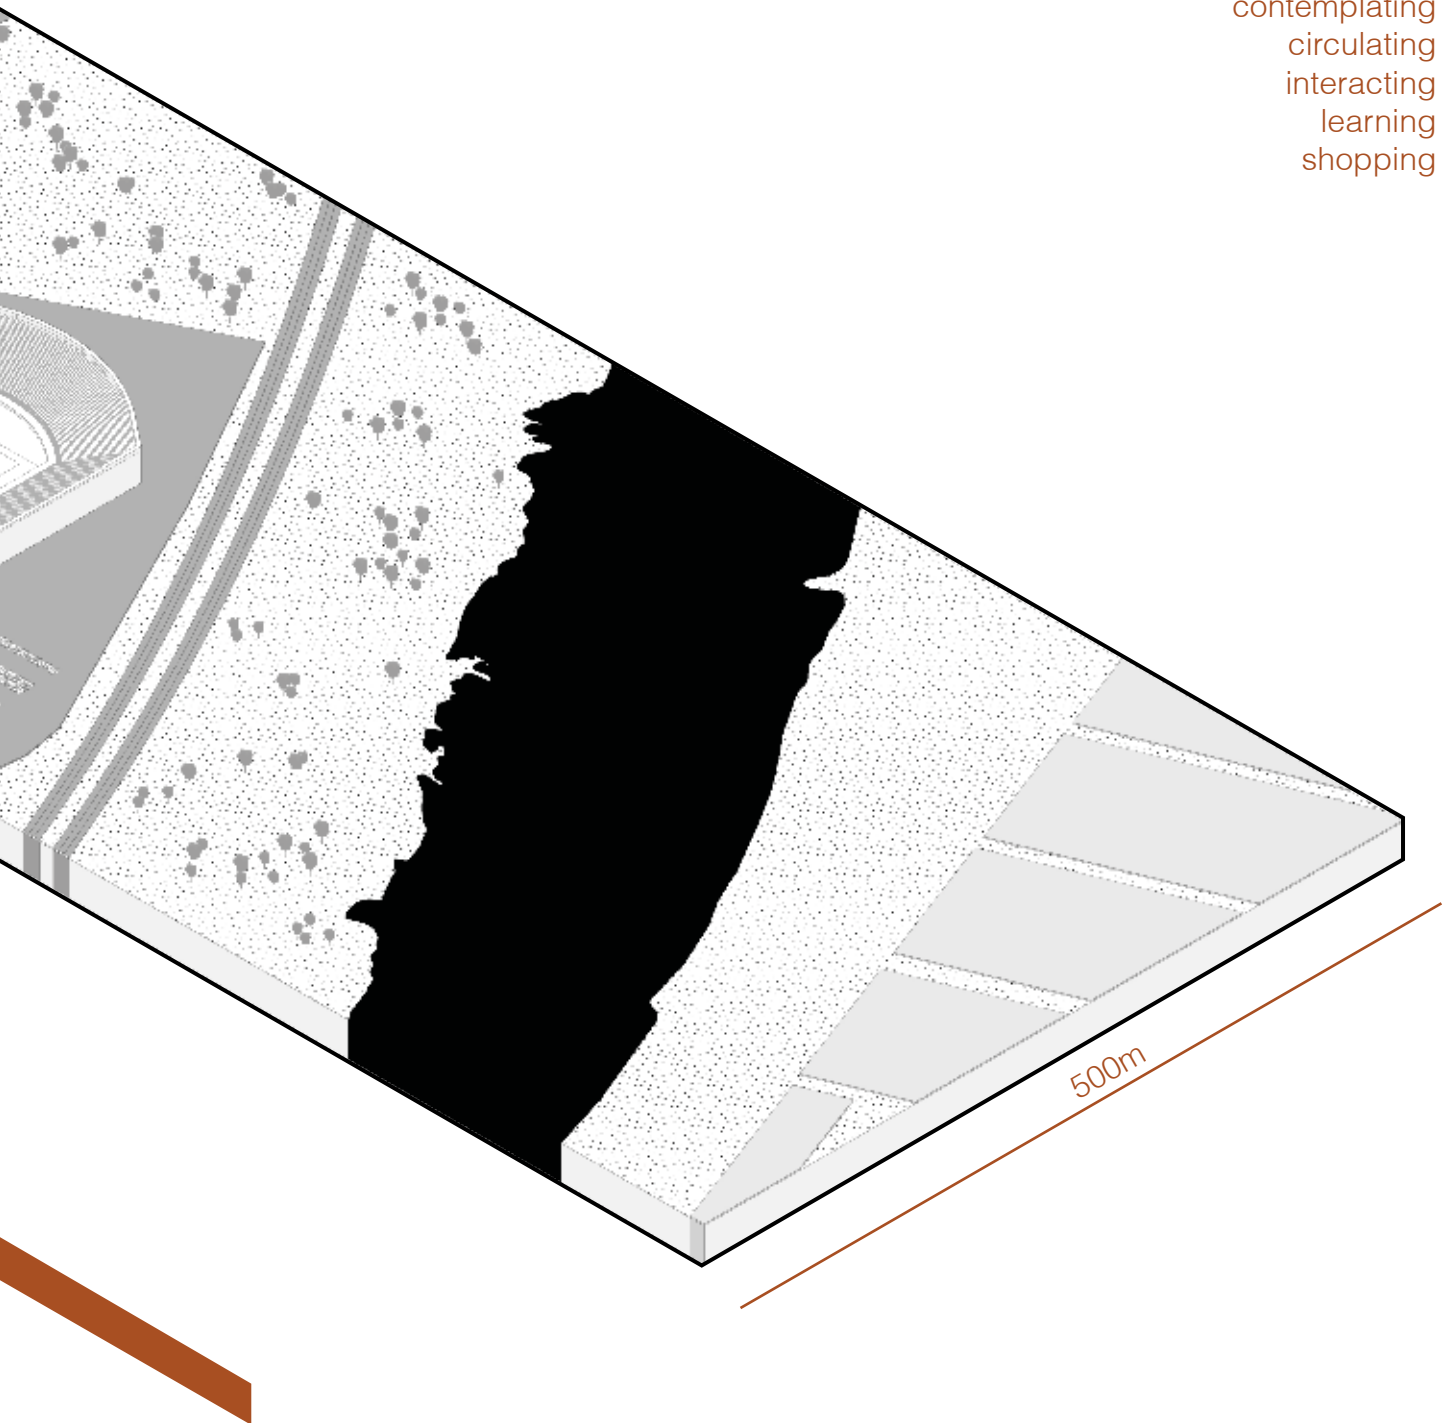 contemplating
circulating
interacting
learning
shopping
500m